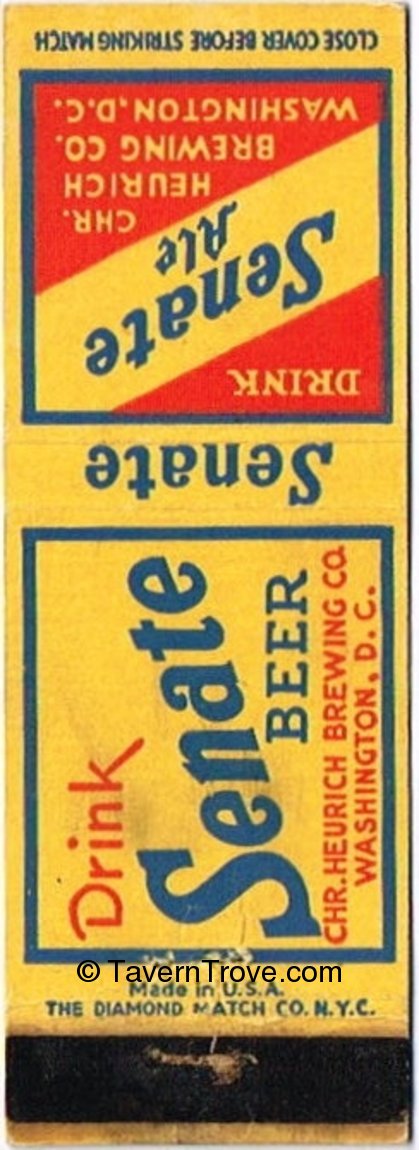 CLOSE COVER BEFORE STRIKING MATCH
DRINK
Senate
Ale
CHR.
HEURICH
BREWING CO.
WASHINGTON, D.C.
Senate
Drink
Senate
BEER
CHR. HEURICH BREWING CO
WASHINGTON, D. C.
© TavernTrove.com
Made in U.S.A.
THE DIAMOND MATCH CO. N.Y.C.